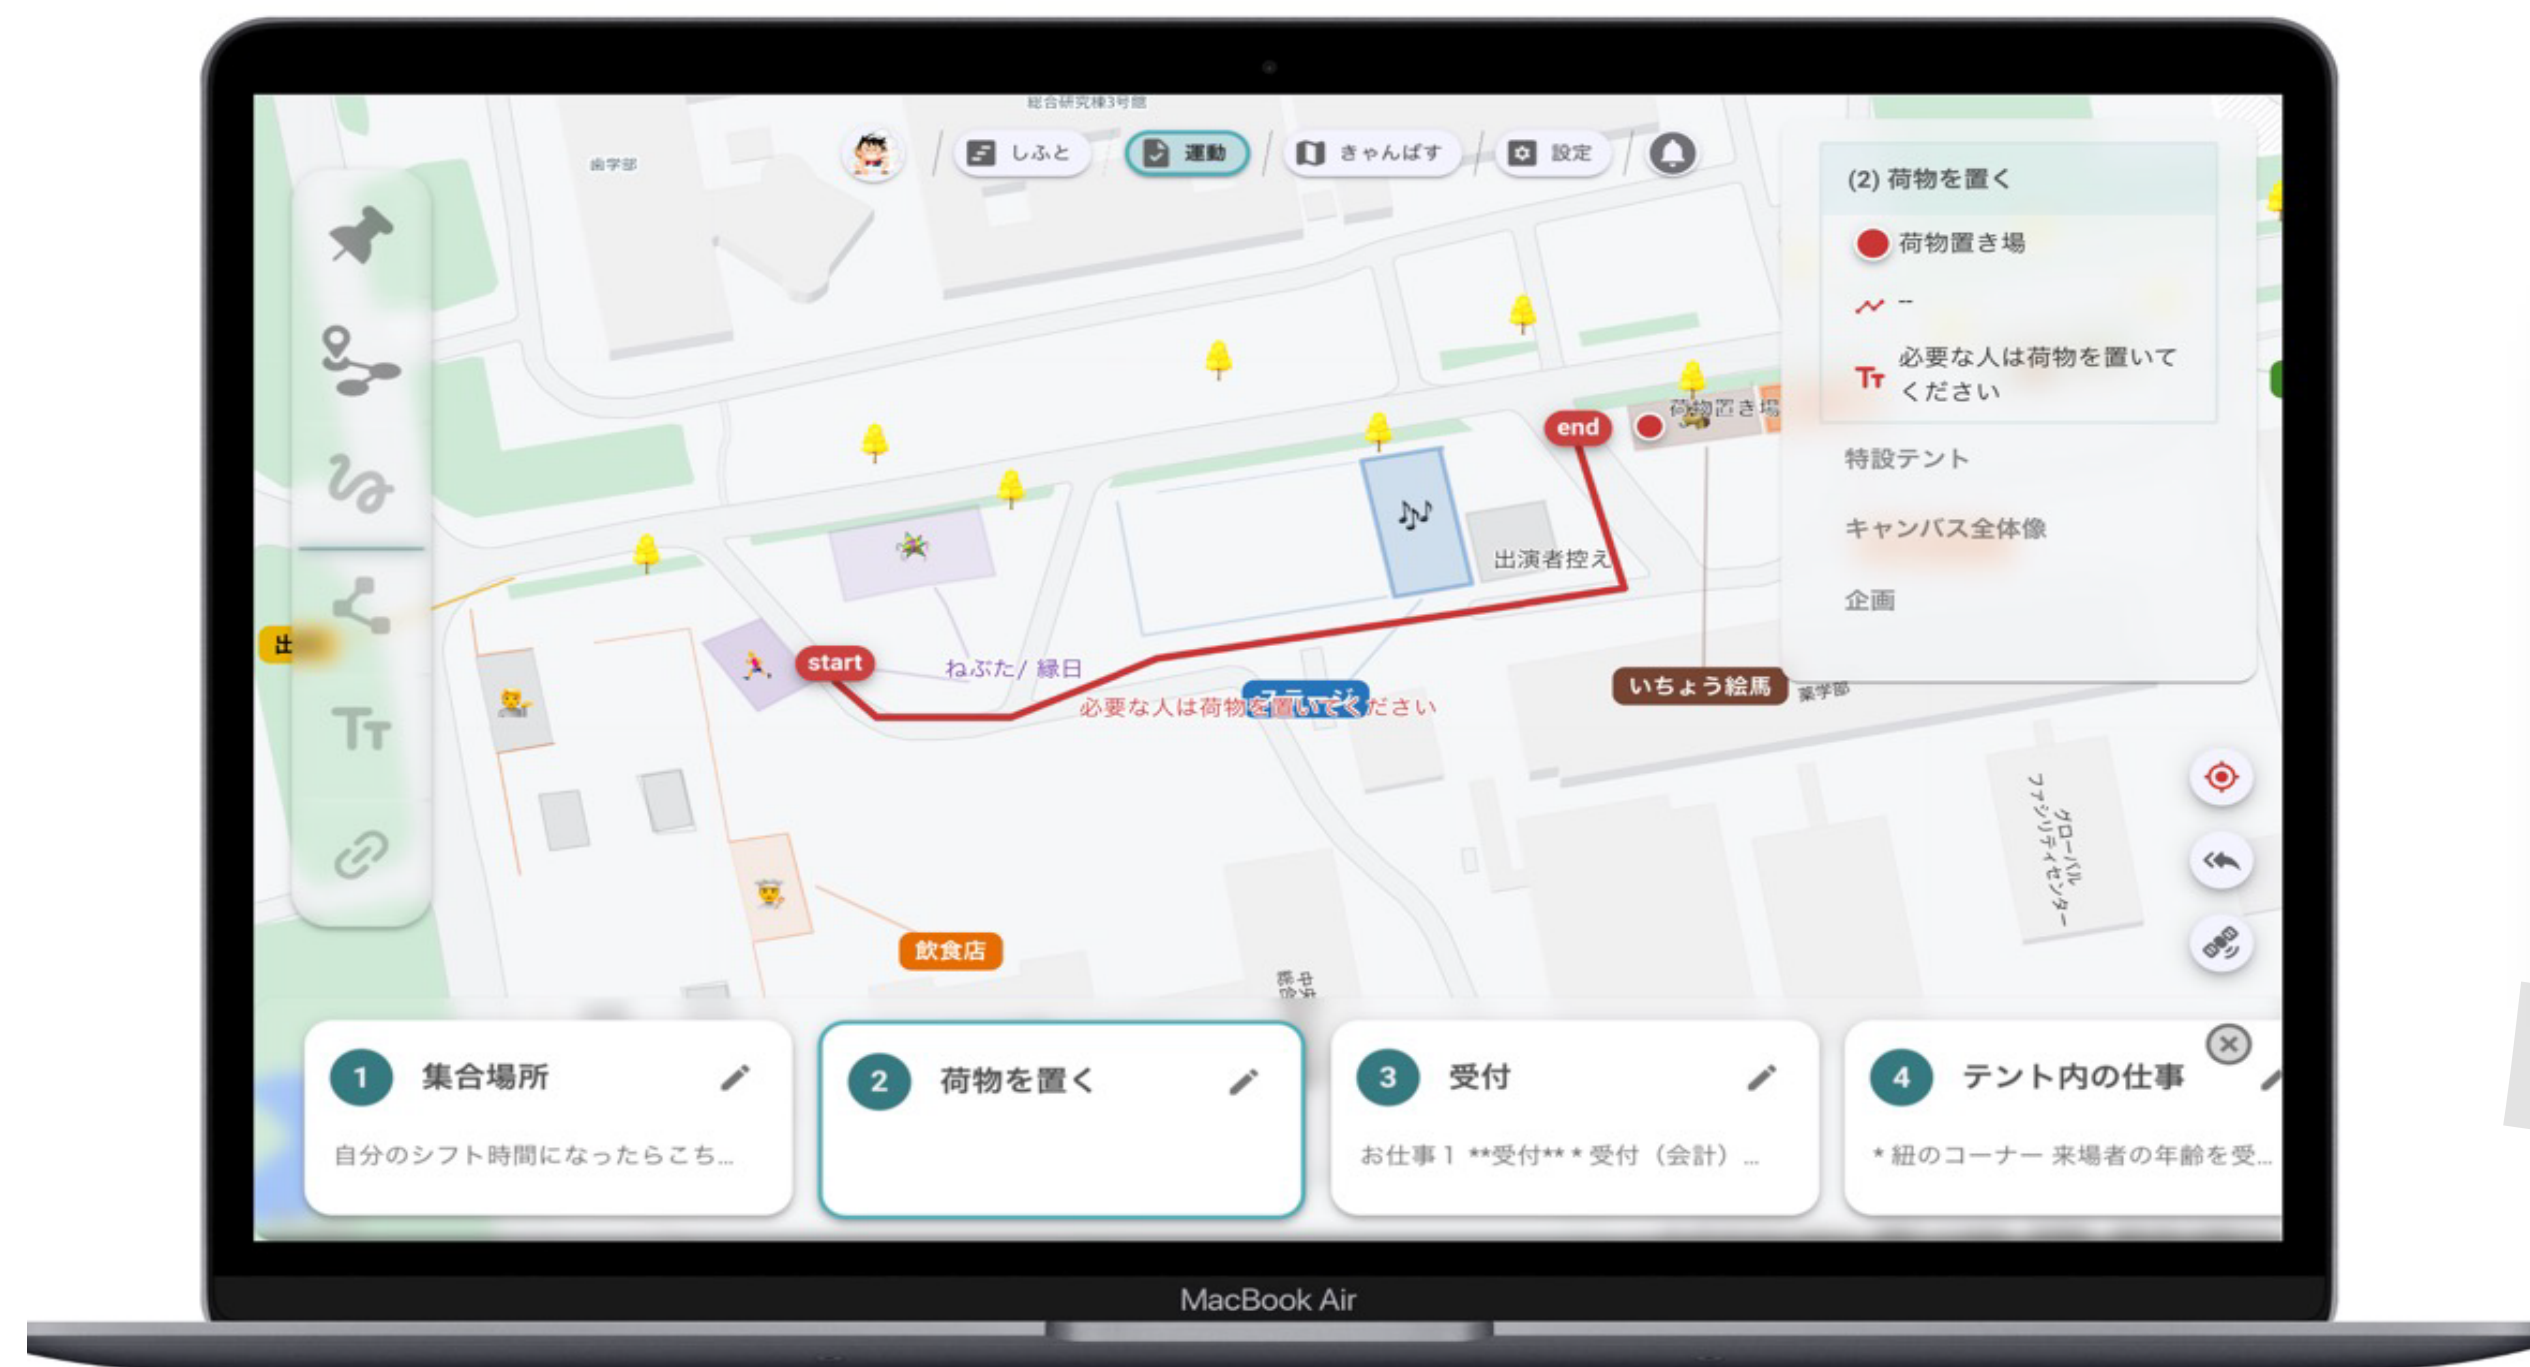 総合研究棟3号館
歯学部
しふと
運動
きゃんぱす
設定
(2) 荷物を置く
荷物置き場
--
必要な人は荷物を置いて
ください
特設テント
キャンバス全体像
企画
end
荷物置き場
出演者控え
出
start
ねぶた/ 縁日
ステージ
必要な人は荷物を置いてください
いちょう絵馬
薬学部
グローバル
ファシリティセンター
飲食店
中央
総合
1 集合場所
自分のシフト時間になったらこち...
2 荷物を置く
3 受付
お仕事1 **受付** * 受付（会計）...
4 テント内の仕事
* 紐のコーナー 来場者の年齢を受...
MacBook Air